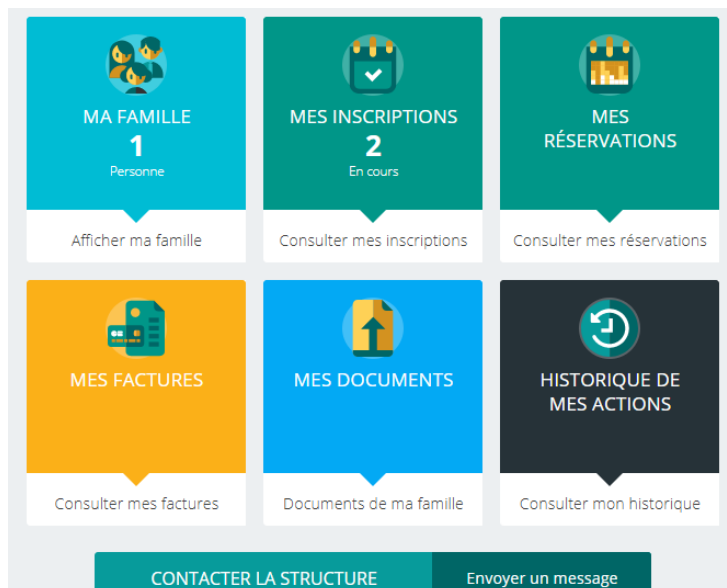 MA FAMILLE
1
Personne
Afficher ma famille
MES INSCRIPTIONS
2
En cours
Consulter mes inscriptions
MES
RÉSERVATIONS
Consulter mes réservations
MES FACTURES
Consulter mes factures
MES DOCUMENTS
Documents de ma famille
HISTORIQUE DE
MES ACTIONS
Consulter mon historique
CONTACTER LA STRUCTURE
Envoyer un message